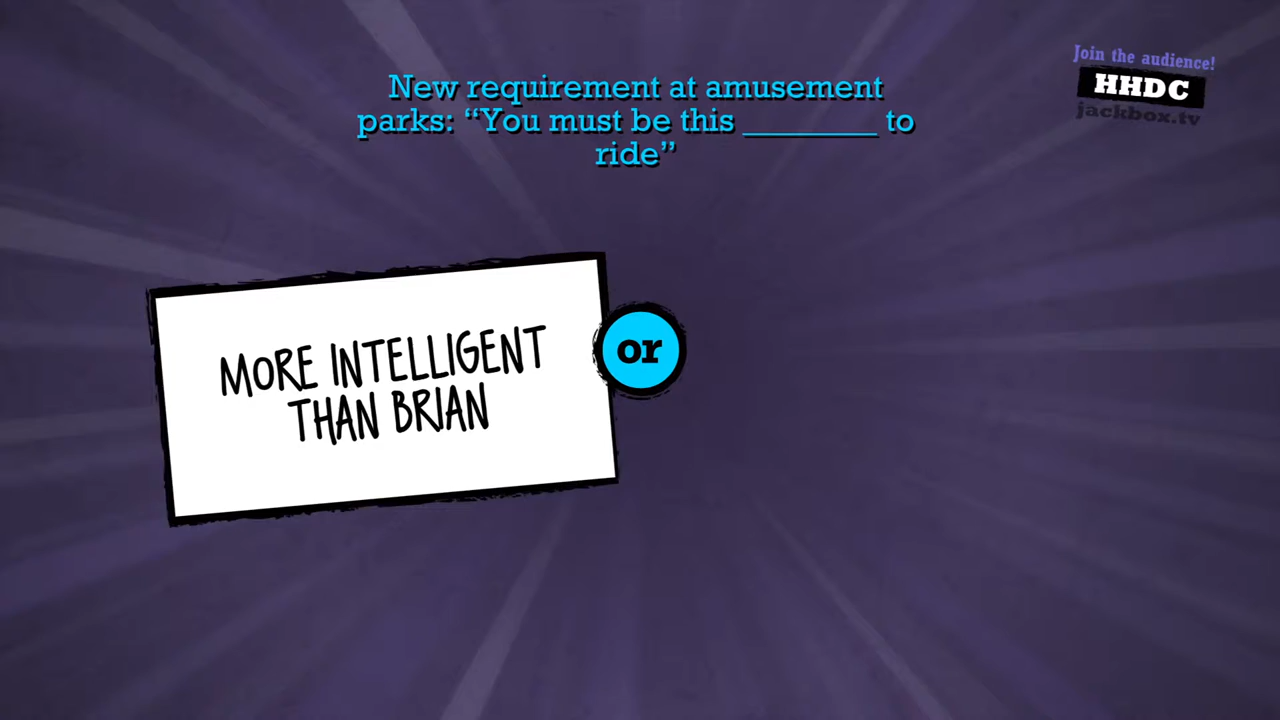 New requirement at amusement
parks: “You must be this ________ to
ride”
Join the audience!
HHDC
jackbox.tv
MORE INTELLIGENT
THAN BRIAN
or